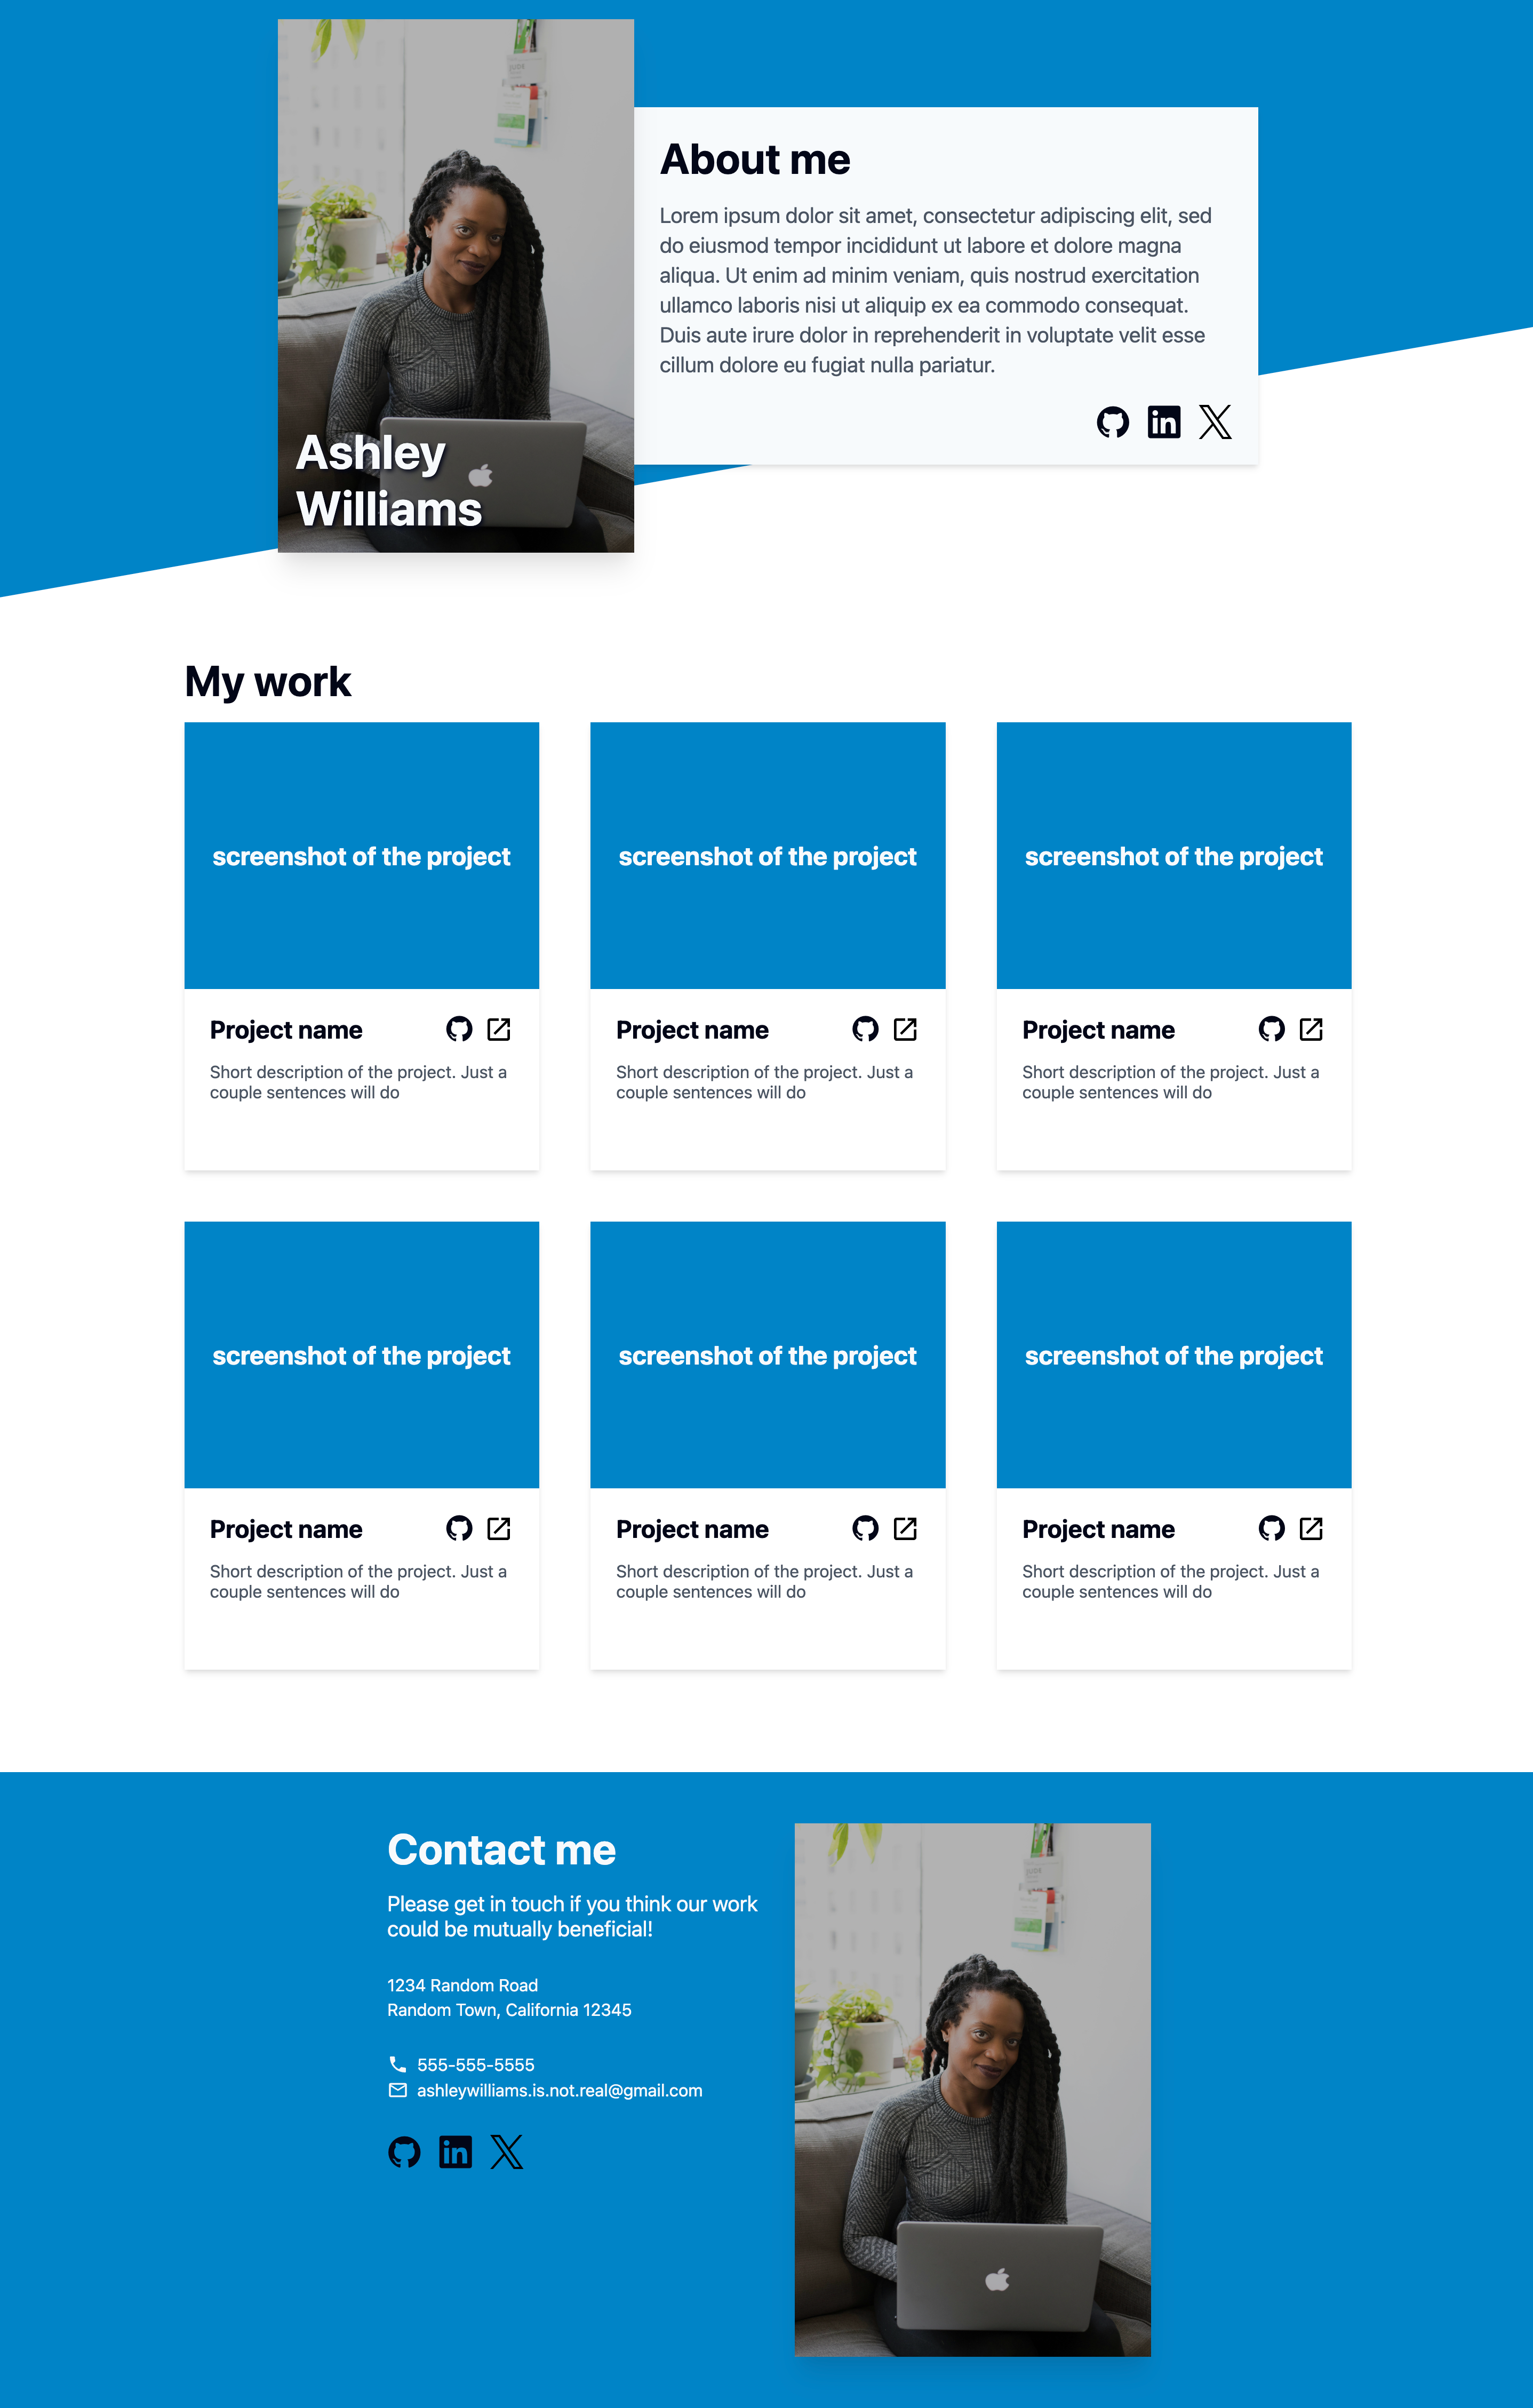 Ashley
Williams
About me
Lorem ipsum dolor sit amet, consectetur adipiscing elit, sed
do eiusmod tempor incididunt ut labore et dolore magna
aliqua. Ut enim ad minim veniam, quis nostrud exercitation
ullamco laboris nisi ut aliquip ex ea commodo consequat.
Duis aute irure dolor in reprehenderit in voluptate velit esse
cillum dolore eu fugiat nulla pariatur.
My work
screenshot of the project
Project name
Short description of the project. Just a
couple sentences will do
screenshot of the project
Project name
Short description of the project. Just a
couple sentences will do
screenshot of the project
Project name
Short description of the project. Just a
couple sentences will do
screenshot of the project
Project name
Short description of the project. Just a
couple sentences will do
screenshot of the project
Project name
Short description of the project. Just a
couple sentences will do
screenshot of the project
Project name
Short description of the project. Just a
couple sentences will do
Contact me
Please get in touch if you think our work
could be mutually beneficial!
1234 Random Road
Random Town, California 12345
555-555-5555
ashleywilliams.is.not.real@gmail.com